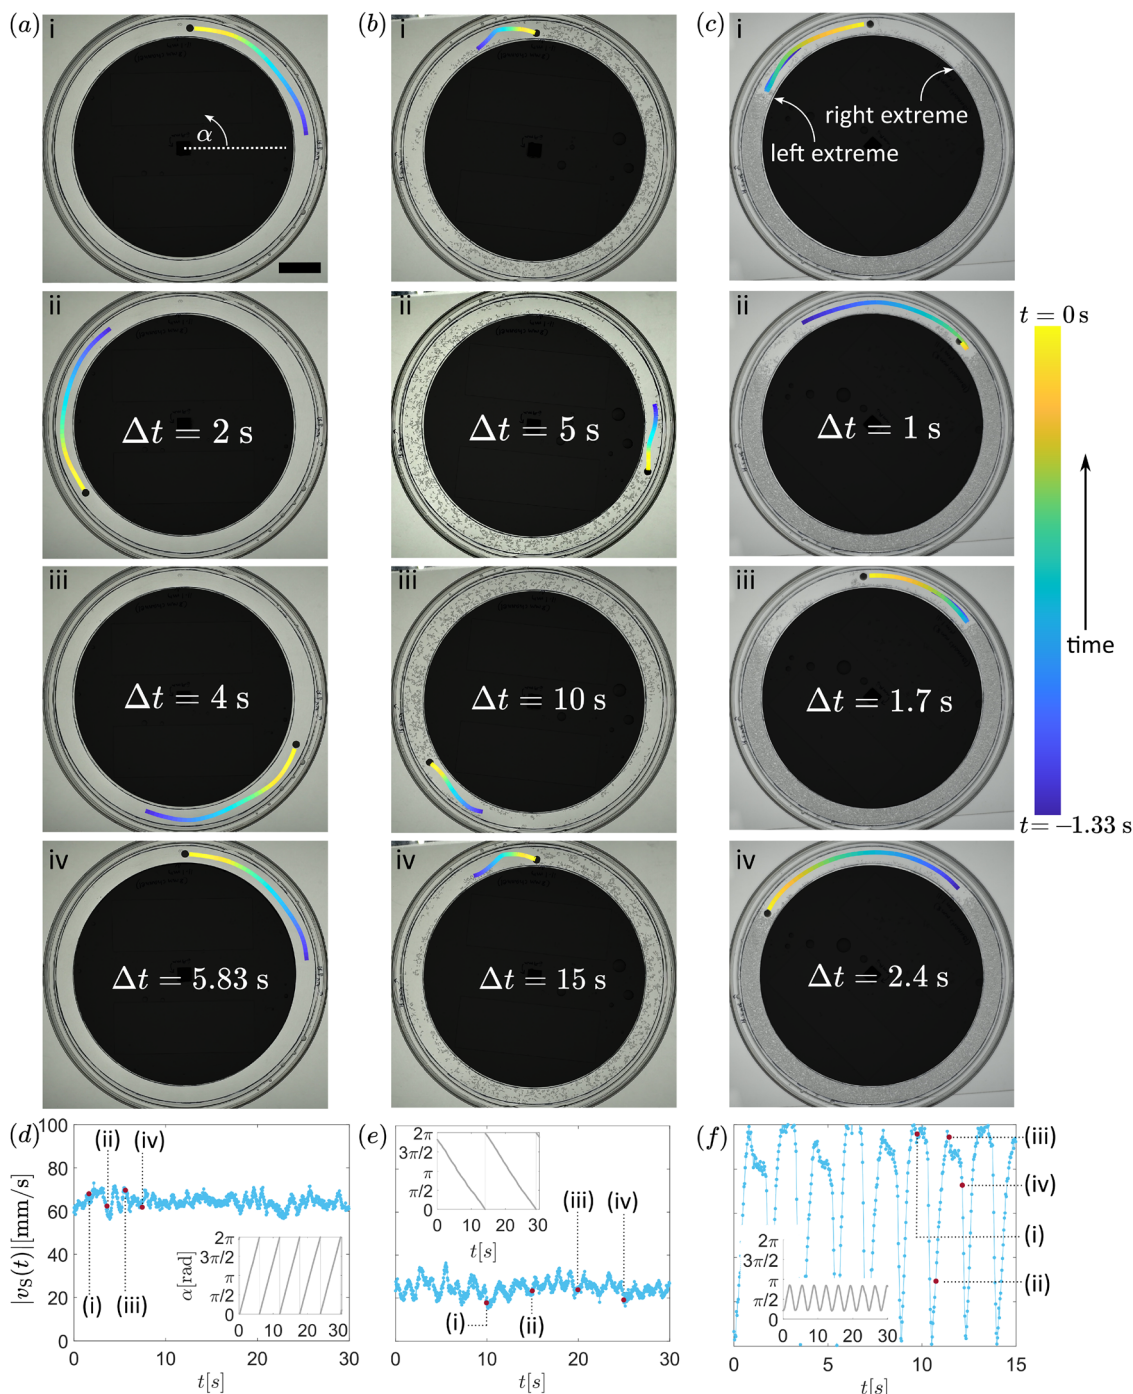 (a)
i
α
(b)
i
(c)
i
right extreme
left extreme
ii
Δt = 2 s
ii
Δt = 5 s
ii
Δt = 1 s
t = 0 s
time
t = −1.33 s
iii
Δt = 4 s
iii
Δt = 10 s
iii
Δt = 1.7 s
iv
Δt = 5.83 s
iv
Δt = 15 s
iv
Δt = 2.4 s
(d)
|v_S(t)| [mm/s]
100
80
60
40
20
0
(ii)
(iv)
(i)
(iii)
α[rad]
2π
3π/2
π
π/2
0
0 10 20 30
0 10 20 30
t[s]
(e)
2π
3π/2
π
π/2
0
0 10 20 30
t[s]
(iii)
(iv)
(i)
(ii)
0 10 20 30
t[s]
(f)
(iii)
(iv)
(i)
(ii)
2π
3π/2
π
π/2
0
0 10 20 30
0 5 10 15
t[s]